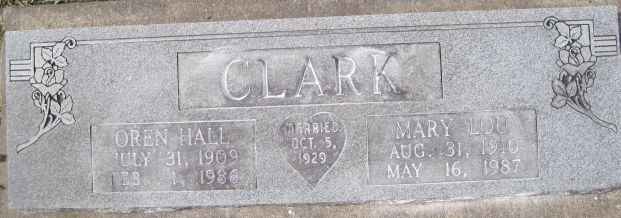 CLARK
OREN HALL
JULY 31, 1909
FEB. 1, 1986
MARRIED
OCT. 5,
1929
MARY LOU
AUG. 31, 1910
MAY 16, 1987